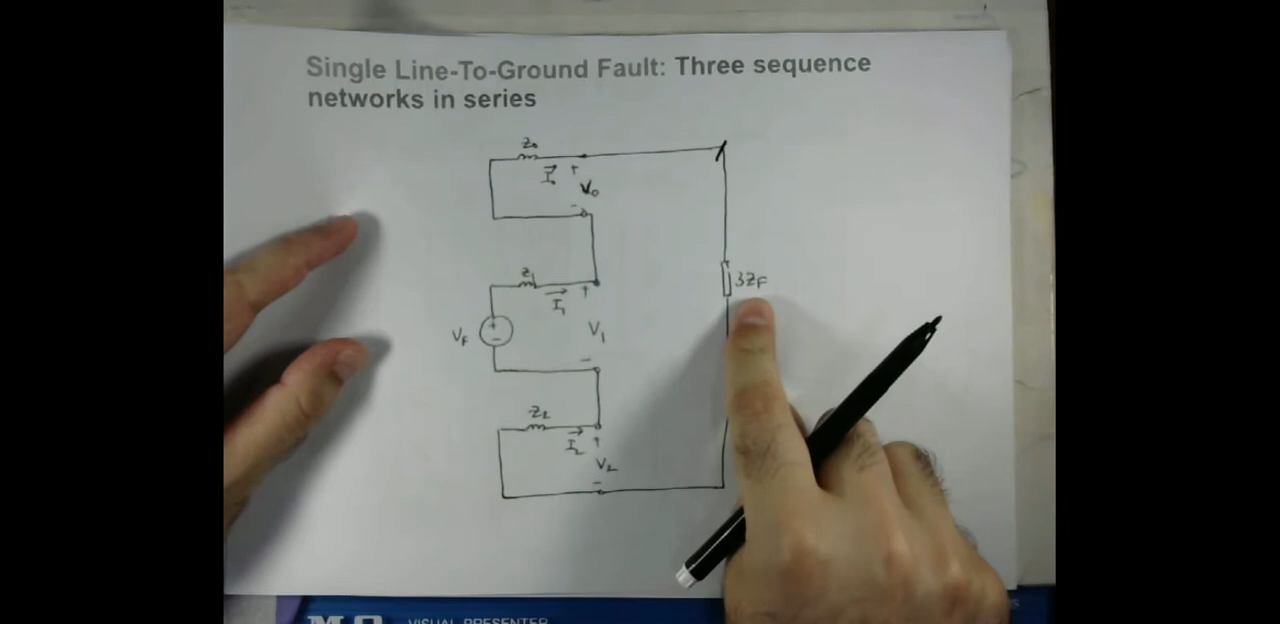 Single Line-To-Ground Fault: Three sequence
networks in series
Z₀
I₀
+
V₀
-
Z₁
I₁
+
V₁
-
VF
+
-
3ZF
Z₂
I₂
+
V₂
-
VISUAL PRESENTER